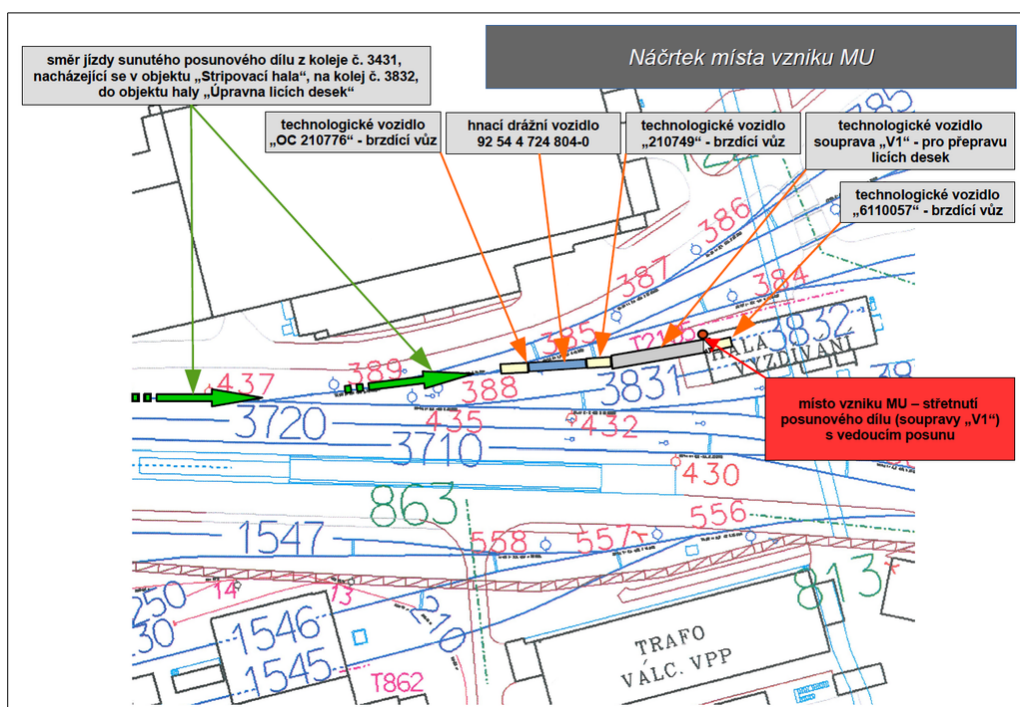 Náčrtek místa vzniku MU
směr jízdy sunutého posunového dílu z koleje č. 3431,
nacházející se v objektu „Stripovací hala“, na kolej č. 3832,
do objektu haly „Úpravna licích desek“
technologické vozidlo
„OC 210776“ - brzdící vůz
hnací drážní vozidlo
92 54 4 724 804-0
technologické vozidlo
„210749“ - brzdící vůz
technologické vozidlo
souprava „V1“ - pro přepravu
licích desek
technologické vozidlo
„6110057“ - brzdící vůz
385
386
387
384
385
3832
HALA
VYZDÍVÁNÍ
389
388
3831
437
3720
435
432
3710
430
místo vzniku MU – střetnutí
posunového dílu (soupravy „V1“)
s vedoucím posunu
863
556
1547
558
557
813
14
13
250
30
210
1546
1545
TRAFO
VÁLC. VPP
T862